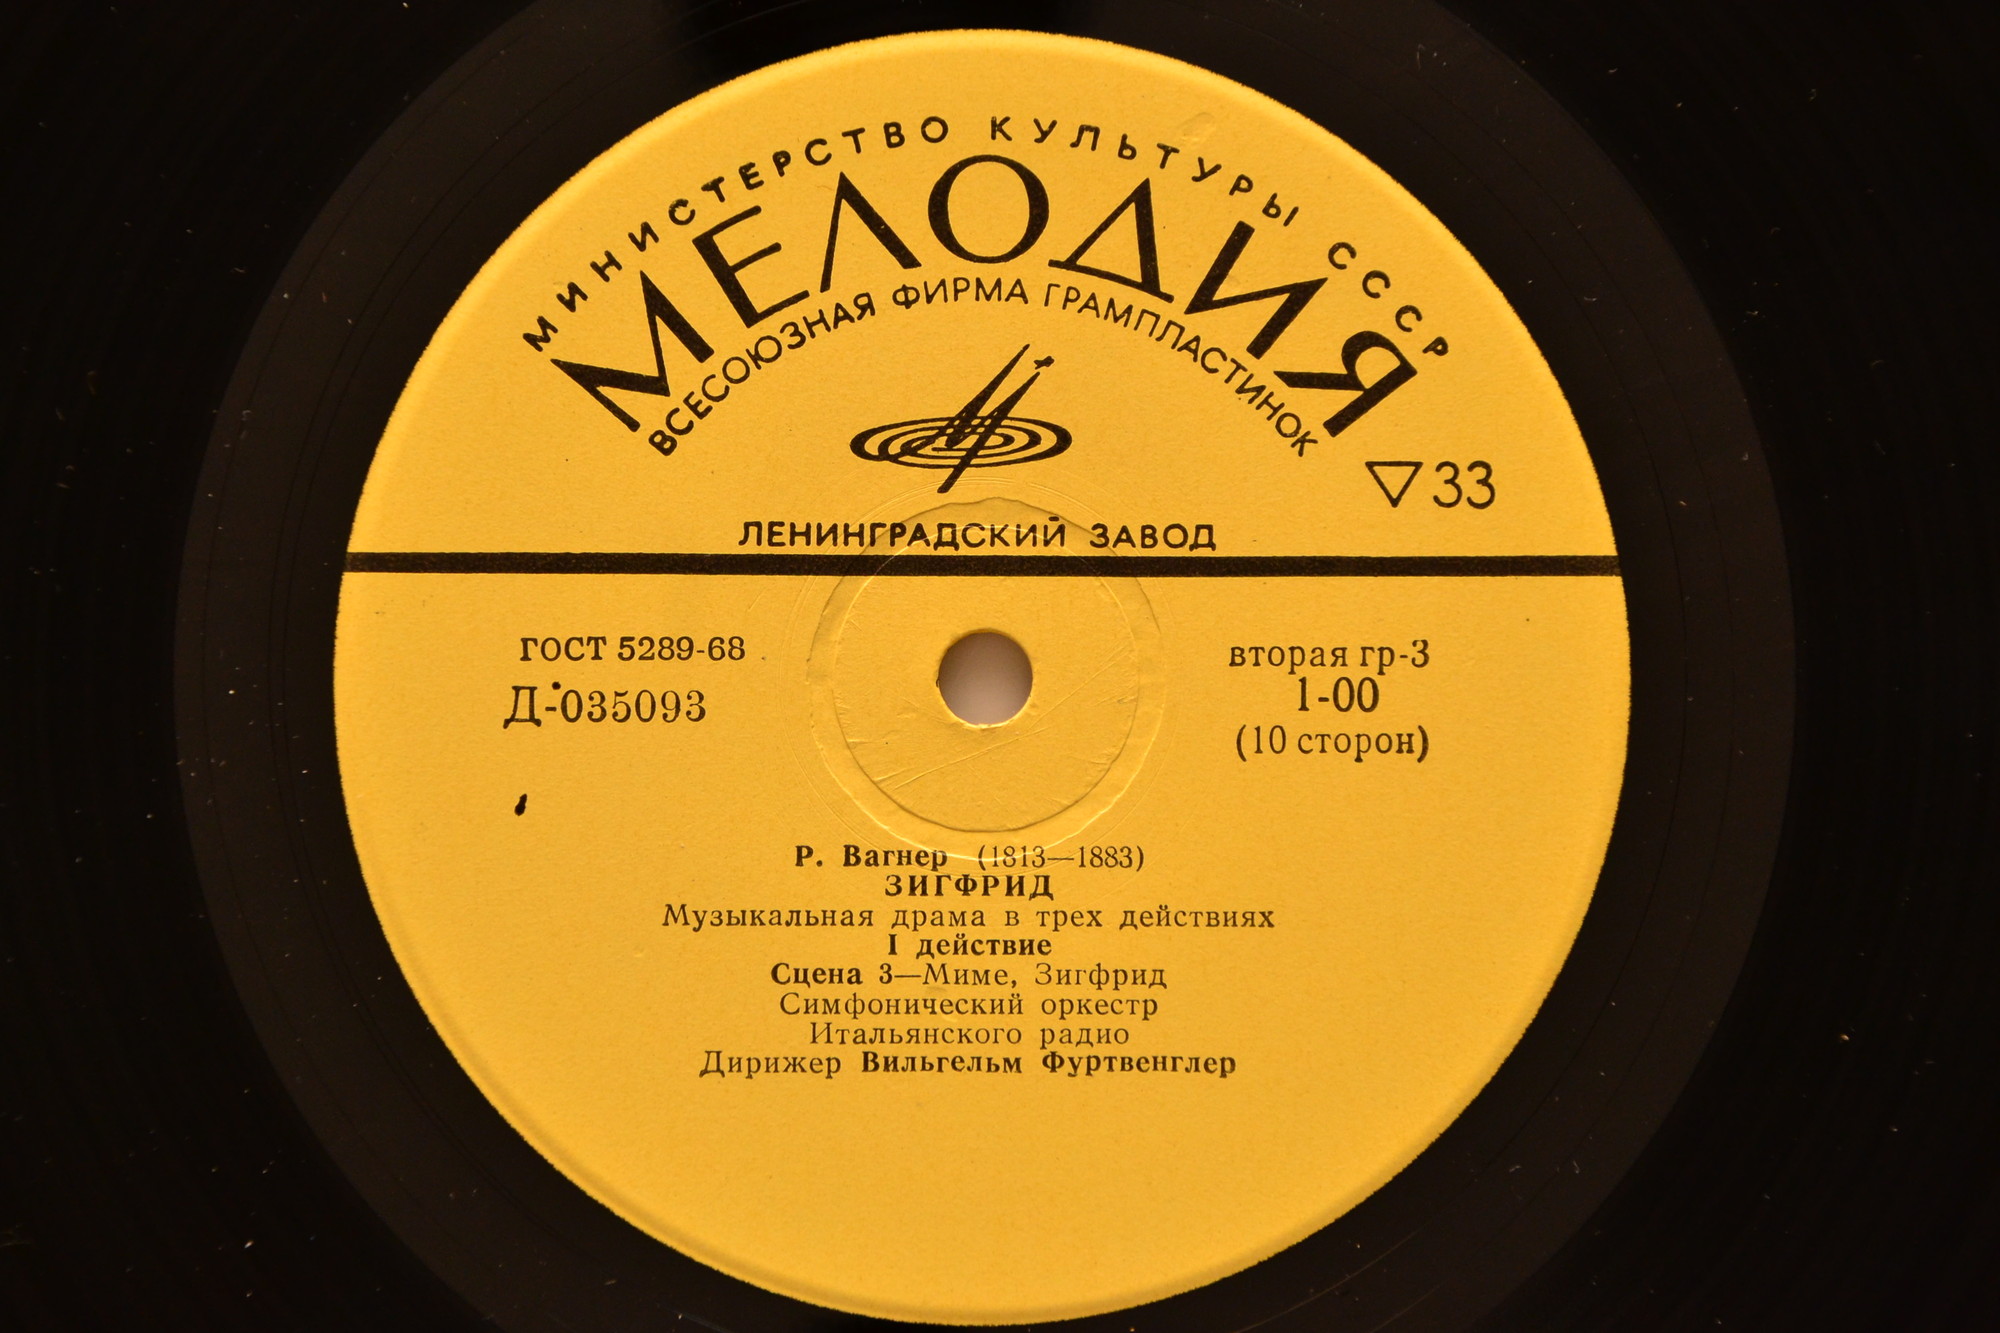 МИНИСТЕРСТВО КУЛЬТУРЫ СССР
МЕЛОДИЯ
ВСЕСОЮЗНАЯ ФИРМА ГРАМПЛАСТИНОК
▽33
ЛЕНИНГРАДСКИЙ ЗАВОД
ГОСТ 5289-68
Д-035093
вторая гр-3
1-00
(10 сторон)
Р. Вагнер (1813—1883)
ЗИГФРИД
Музыкальная драма в трех действиях
I действие
Сцена 3—Миме, Зигфрид
Симфонический оркестр
Итальянского радио
Дирижер Вильгельм Фуртвенглер